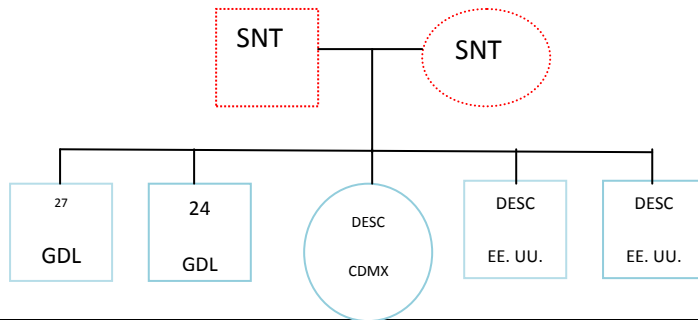 SNT
SNT
27
GDL
24
GDL
DESC
CDMX
DESC
EE. UU.
DESC
EE. UU.